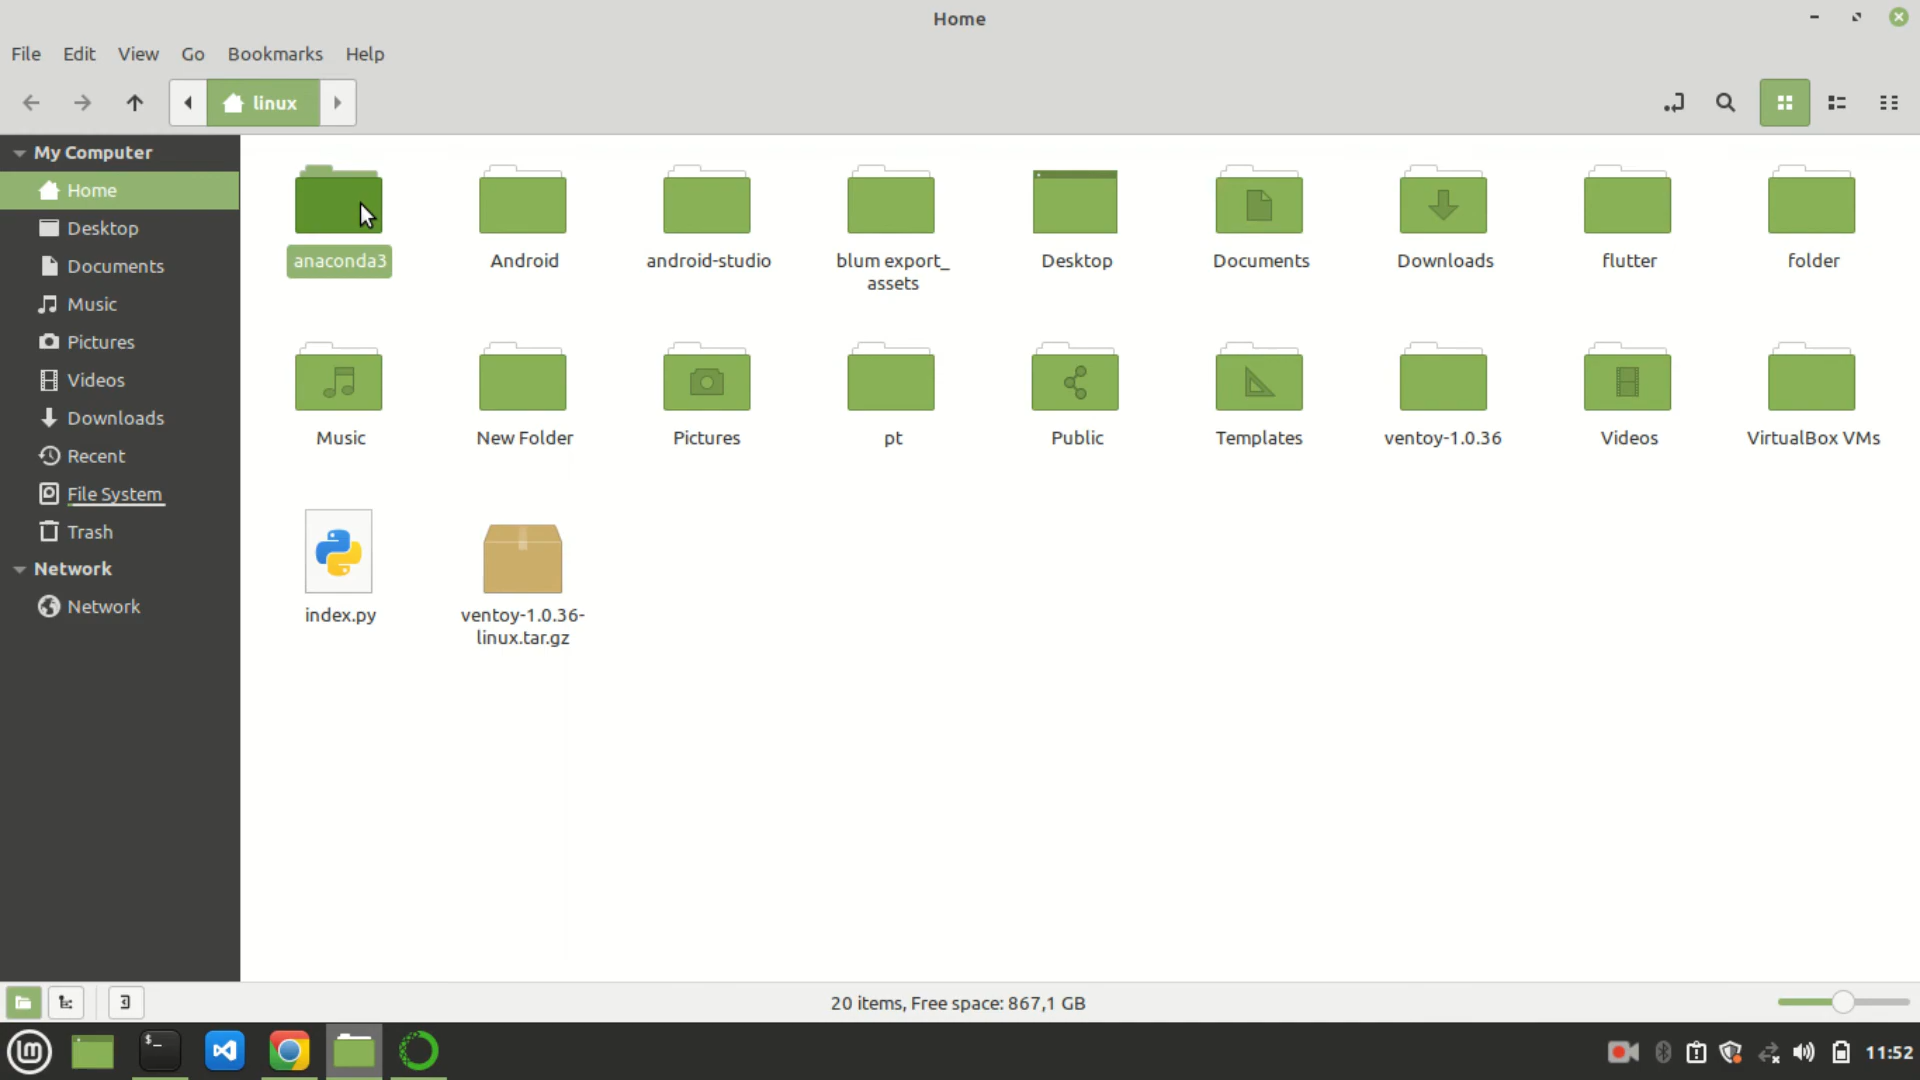 Home
File Edit View Go Bookmarks Help
linux
My Computer
Home
Desktop
Documents
Music
Pictures
Videos
Downloads
Recent
File System
Trash
Network
Network
anaconda3 Android android-studio blum export_ Desktop Documents Downloads flutter folder
assets
Music New Folder Pictures pt Public Templates ventoy-1.0.36 Videos VirtualBox VMs
index.py ventoy-1.0.36-
linux.tar.gz
20 items, Free space: 867,1 GB
$_ lm 11:52